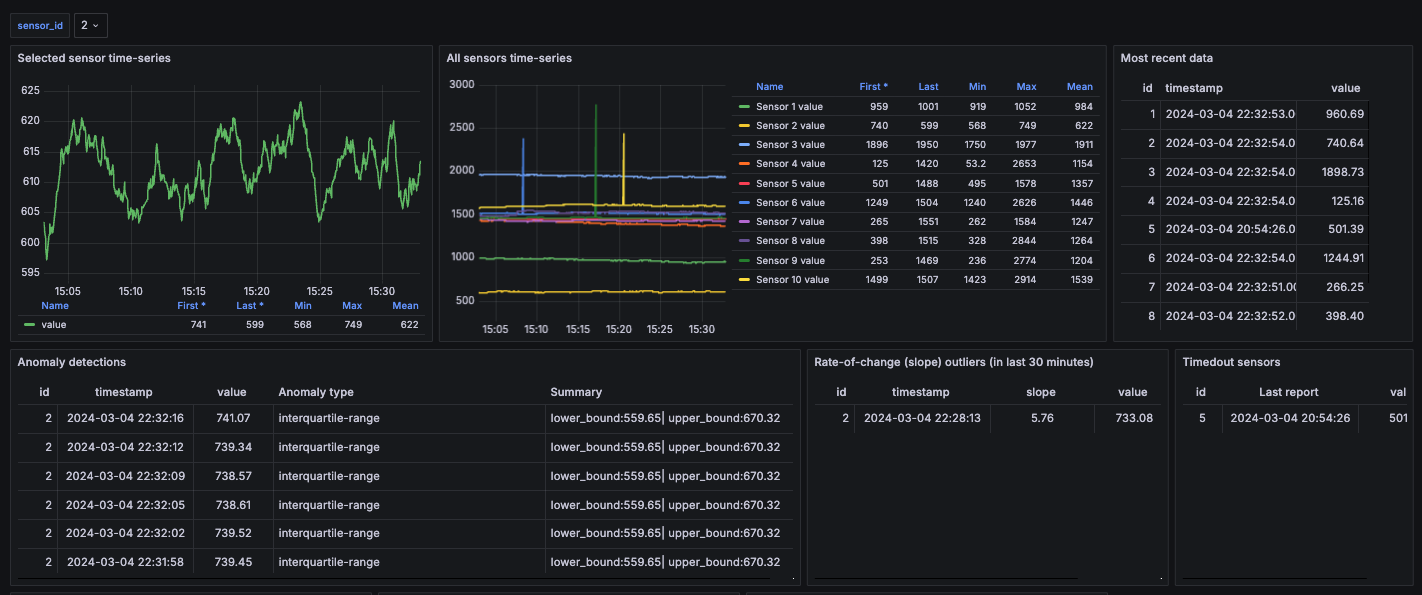 sensor_id 2
Selected sensor time-series
625
620
615
610
605
600
595
15:05 15:10 15:15 15:20 15:25 15:30
Name First * Last * Min Max Mean
value 741 599 568 749 622
All sensors time-series
3000
2500
2000
1500
1000
500
15:05 15:10 15:15 15:20 15:25 15:30
Name First * Last Min Max Mean
Sensor 1 value 959 1001 919 1052 984
Sensor 2 value 740 599 568 749 622
Sensor 3 value 1896 1950 1750 1977 1911
Sensor 4 value 125 1420 53.2 2653 1154
Sensor 5 value 501 1488 495 1578 1357
Sensor 6 value 1249 1504 1240 2626 1446
Sensor 7 value 265 1551 262 1584 1247
Sensor 8 value 398 1515 328 2844 1264
Sensor 9 value 253 1469 236 2774 1204
Sensor 10 value 1499 1507 1423 2914 1539
Most recent data
id timestamp value
1 2024-03-04 22:32:53.0 960.69
2 2024-03-04 22:32:54.0 740.64
3 2024-03-04 22:32:54.0 1898.73
4 2024-03-04 22:32:54.0 125.16
5 2024-03-04 20:54:26.0 501.39
6 2024-03-04 22:32:54.0 1244.91
7 2024-03-04 22:32:51.00 266.25
8 2024-03-04 22:32:52.0 398.40
Anomaly detections
id timestamp value Anomaly type Summary
2 2024-03-04 22:32:16 741.07 interquartile-range lower_bound:559.65| upper_bound:670.32
2 2024-03-04 22:32:12 739.34 interquartile-range lower_bound:559.65| upper_bound:670.32
2 2024-03-04 22:32:09 738.57 interquartile-range lower_bound:559.65| upper_bound:670.32
2 2024-03-04 22:32:05 738.61 interquartile-range lower_bound:559.65| upper_bound:670.32
2 2024-03-04 22:32:02 739.52 interquartile-range lower_bound:559.65| upper_bound:670.32
2 2024-03-04 22:31:58 739.45 interquartile-range lower_bound:559.65| upper_bound:670.32
Rate-of-change (slope) outliers (in last 30 minutes)
id timestamp slope value
2 2024-03-04 22:28:13 5.76 733.08
Timedout sensors
id Last report val
5 2024-03-04 20:54:26 501